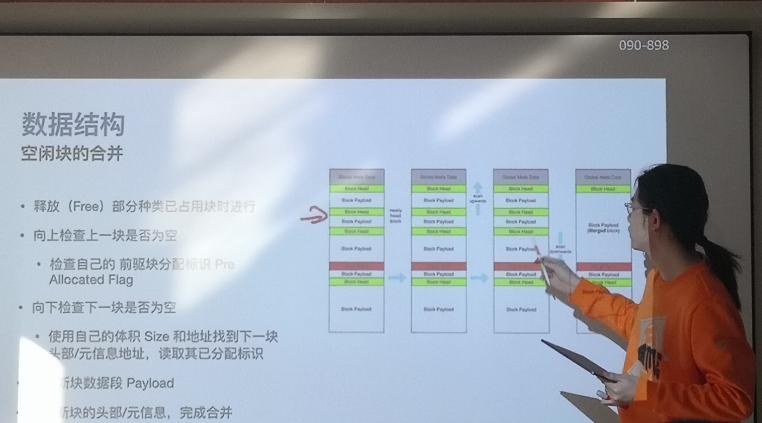 090-898
数据结构
空闲块的合并
释放（Free）部分种类已占用块时进行
向上检查上一块是否为空
检查自己的 前驱块分配标识 Pre
Allocated Flag
向下检查下一块是否为空
使用自己的体积 Size 和地址找到下一块
头部/元信息地址，读取其已分配标识
新块数据段 Payload
新块的头部/元信息，完成合并
Global Meta Data
Block Head
Block Payload
Block Head
Block Payload
Block Head
Block Payload
Block Payload
Block Head
Block Payload
Global Meta Data
Block Head
Block Payload
Block Head
Block Payload
Block Head
Block Payload
Block Payload
Block Head
Block Payload
scan
upwards
Global Meta Data
Block Head
Block Payload
Block Head
Block Payload
Block Head
Block Payload
Block Payload
Block Head
Block Payload
scan
downwards
Global Meta Data
Block Head
Block Payload
(Merged block)
Block Payload
Block Head
Block